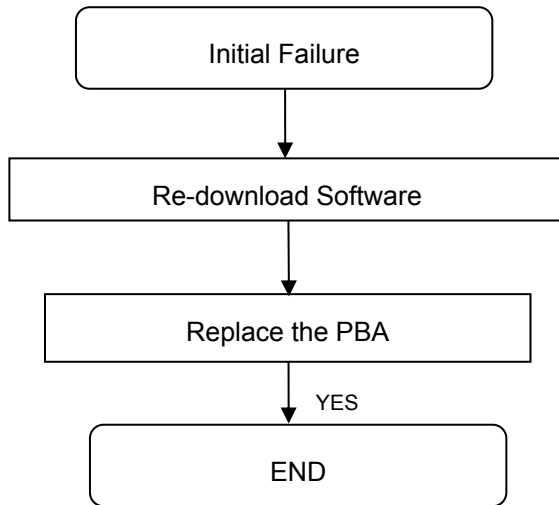 Initial Failure
Re-download Software
Replace the PBA
YES
END